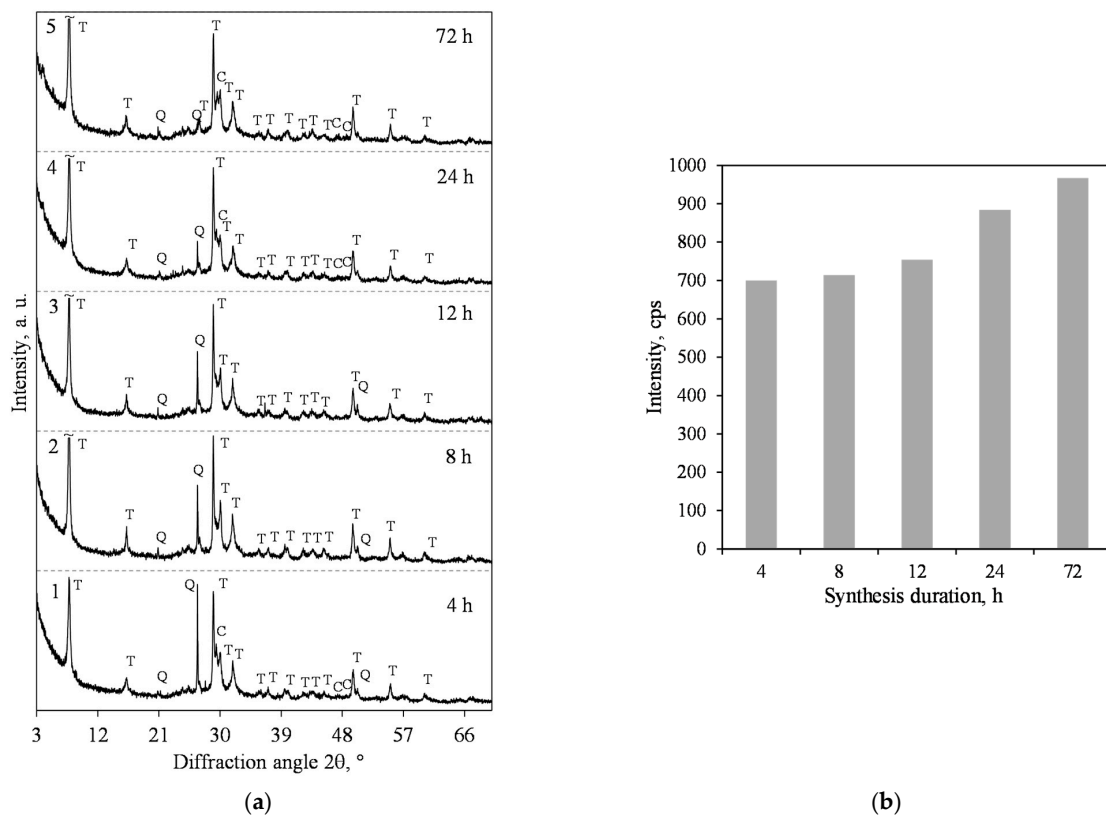 5 ~ T T Q Q T T C T T T T T T T T C C T T T 72 h
4 ~ T T Q Q T C T T T T T T T T C C T T T 24 h
3 ~ T T Q Q T T T T T T T T T T Q T T 12 h
2 ~ T T Q Q T T T T T T T T T T Q T T 8 h
1 T T Q Q T C T T T T T T T T C C T Q T T 4 h
Intensity, a. u.
3 12 21 30 39 48 57 66
Diffraction angle 2θ, °
(a)
1000
900
800
700
600
500
400
300
200
100
0
Intensity, cps
4 8 12 24 72
Synthesis duration, h
(b)